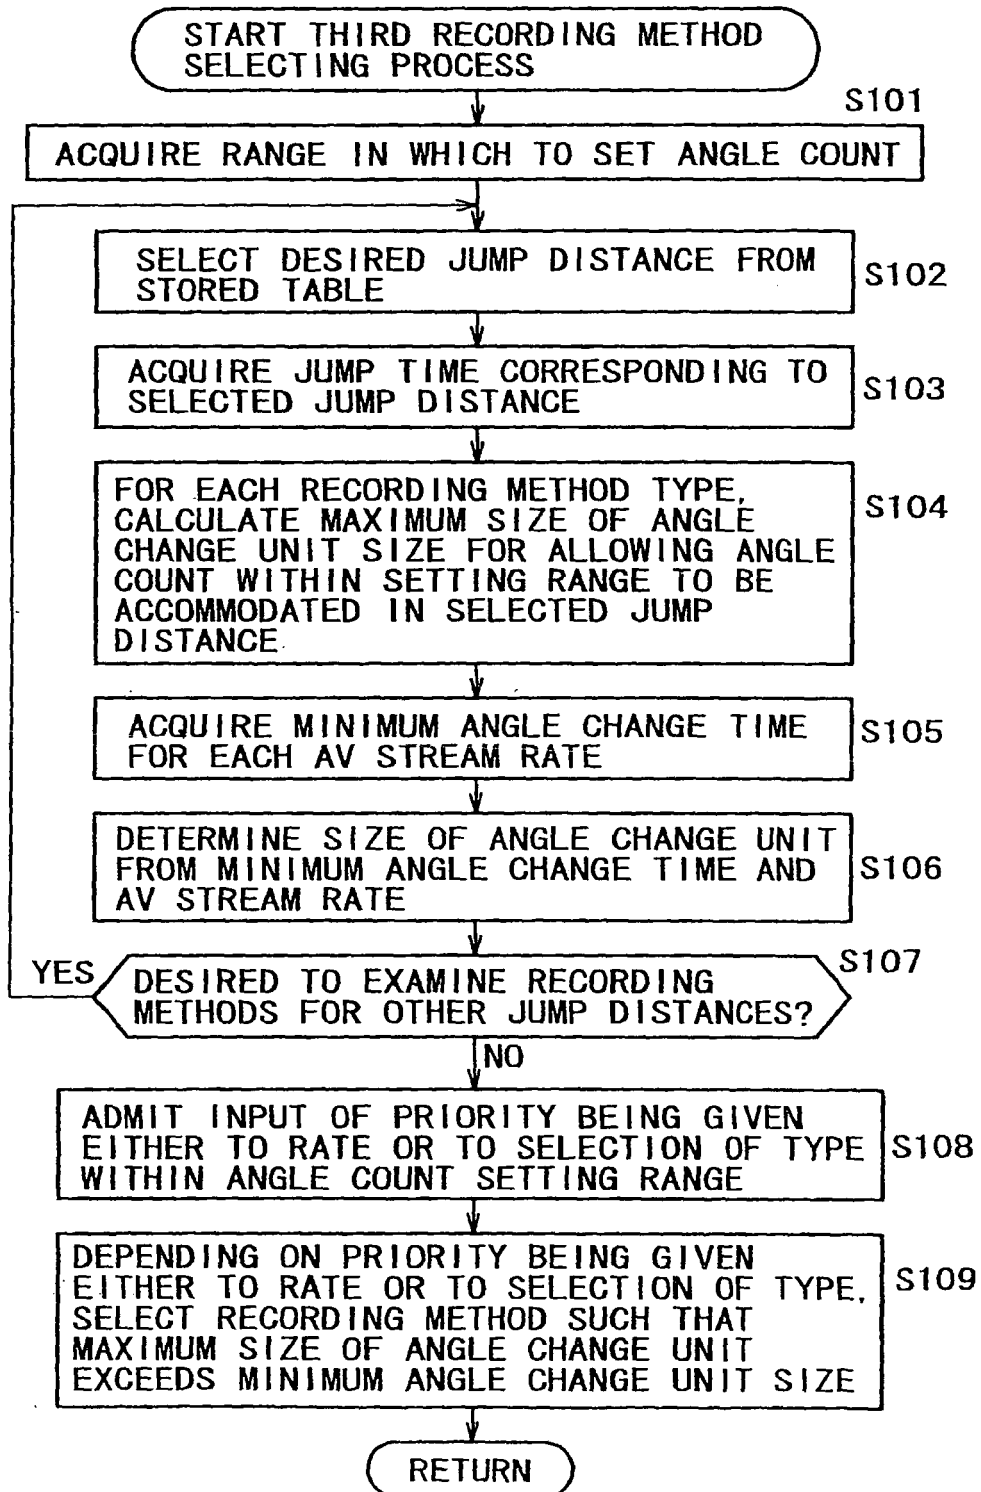 START THIRD RECORDING METHOD
SELECTING PROCESS
S101
ACQUIRE RANGE IN WHICH TO SET ANGLE COUNT
SELECT DESIRED JUMP DISTANCE FROM
STORED TABLE
S102
ACQUIRE JUMP TIME CORRESPONDING TO
SELECTED JUMP DISTANCE
S103
FOR EACH RECORDING METHOD TYPE,
CALCULATE MAXIMUM SIZE OF ANGLE
CHANGE UNIT SIZE FOR ALLOWING ANGLE
COUNT WITHIN SETTING RANGE TO BE
ACCOMMODATED IN SELECTED JUMP
DISTANCE
S104
ACQUIRE MINIMUM ANGLE CHANGE TIME
FOR EACH AV STREAM RATE
S105
DETERMINE SIZE OF ANGLE CHANGE UNIT
FROM MINIMUM ANGLE CHANGE TIME AND
AV STREAM RATE
S106
YES
DESIRED TO EXAMINE RECORDING
METHODS FOR OTHER JUMP DISTANCES?
S107
NO
ADMIT INPUT OF PRIORITY BEING GIVEN
EITHER TO RATE OR TO SELECTION OF TYPE
WITHIN ANGLE COUNT SETTING RANGE
S108
DEPENDING ON PRIORITY BEING GIVEN
EITHER TO RATE OR TO SELECTION OF TYPE,
SELECT RECORDING METHOD SUCH THAT
MAXIMUM SIZE OF ANGLE CHANGE UNIT
EXCEEDS MINIMUM ANGLE CHANGE UNIT SIZE
S109
RETURN